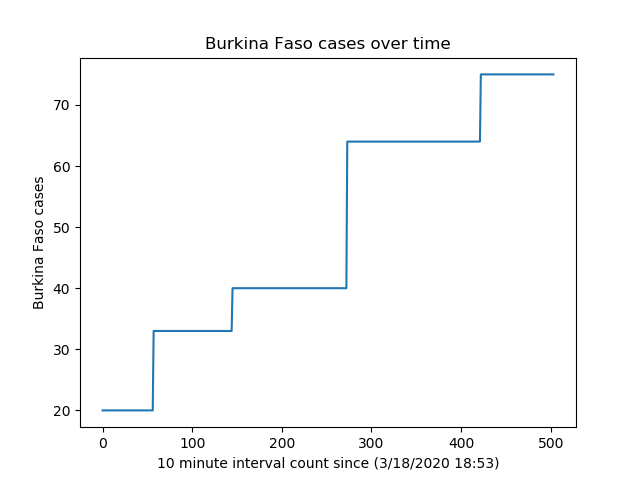 Burkina Faso cases over time
70
60
50
40
30
20
Burkina Faso cases
0 100 200 300 400 500
10 minute interval count since (3/18/2020 18:53)